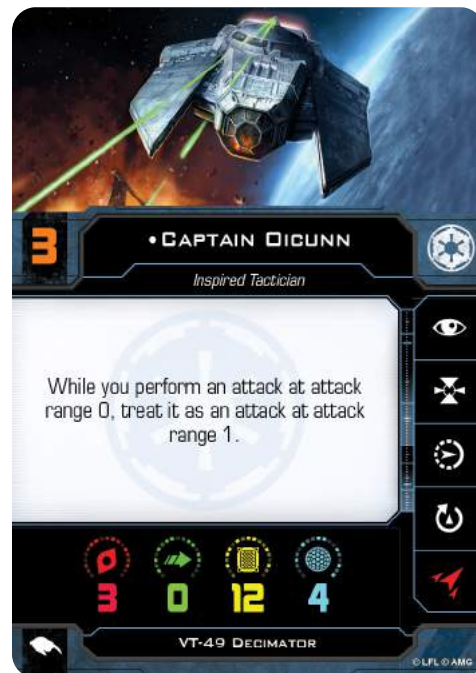 3
•Captain Oicunn
Inspired Tactician
While you perform an attack at attack
range 0, treat it as an attack at attack
range 1.
3 0 12 4
VT-49 Decimator
© LFL © AMG